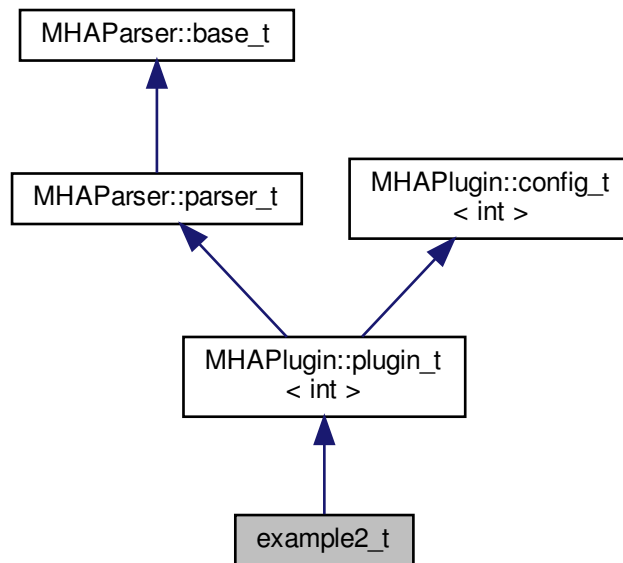 MHAParser::base_t
MHAParser::parser_t
MHAPlugin::config_t
< int >
MHAPlugin::plugin_t
< int >
example2_t